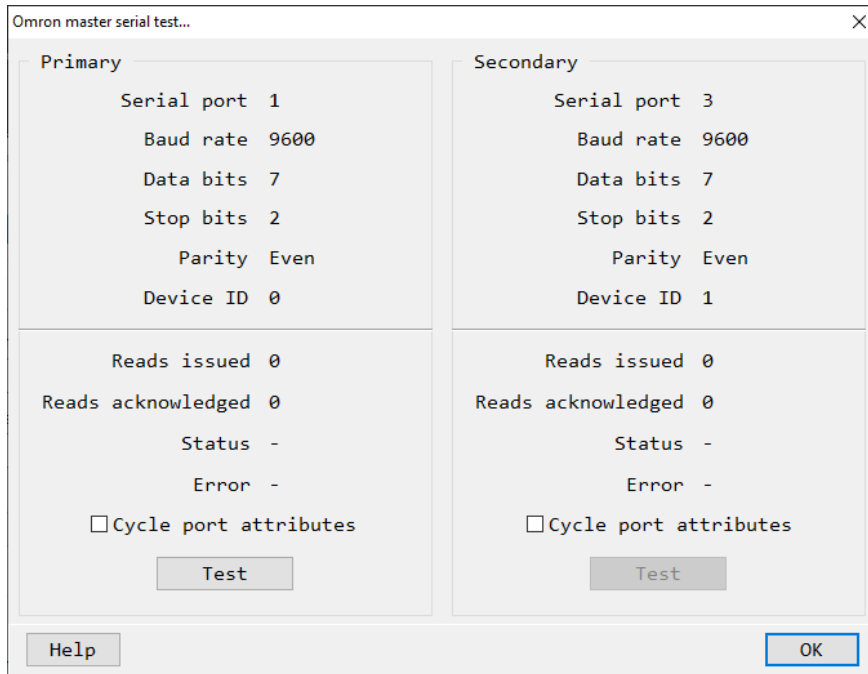 Omron master serial test...
Primary
Serial port 1
Baud rate 9600
Data bits 7
Stop bits 2
Parity Even
Device ID 0
Reads issued 0
Reads acknowledged 0
Status -
Error -
Cycle port attributes
Test
Secondary
Serial port 3
Baud rate 9600
Data bits 7
Stop bits 2
Parity Even
Device ID 1
Reads issued 0
Reads acknowledged 0
Status -
Error -
Cycle port attributes
Test
Help
OK